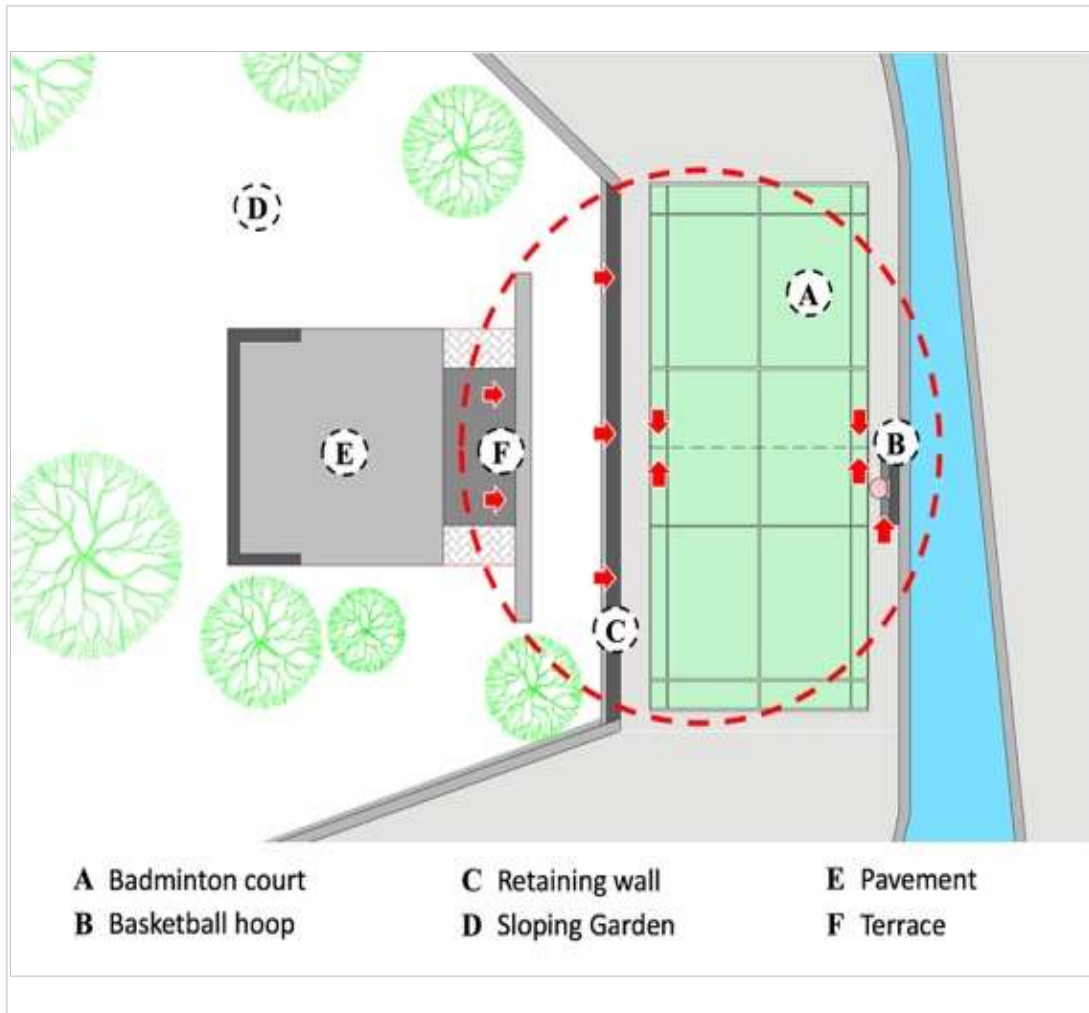 D
A
B
E
F
C
A Badminton court
C Retaining wall
E Pavement
B Basketball hoop
D Sloping Garden
F Terrace